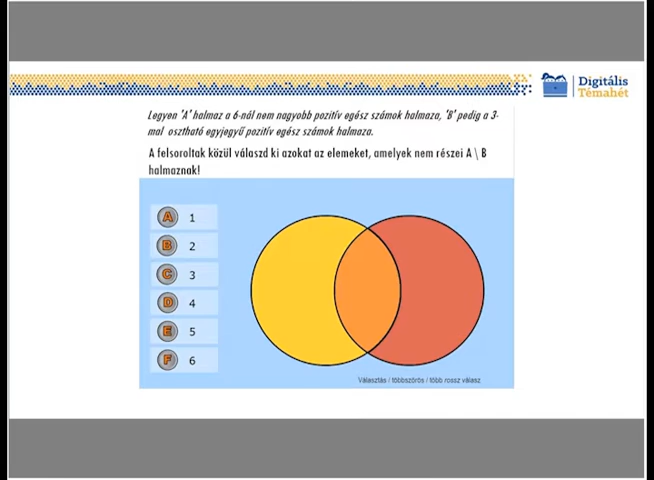 Digitális
Témahét
Legyen 'A' halmaz a 6-nál nem nagyobb pozitív egész számok halmaza, 'B' pedig a 3-
mal osztható egyjegyű pozitív egész számok halmaza.
A felsoroltak közül válaszd ki azokat az elemeket, amelyek nem részei A \ B
halmaznak!
A 1
B 2
C 3
D 4
E 5
F 6
Választás / többszörös / több rossz válasz